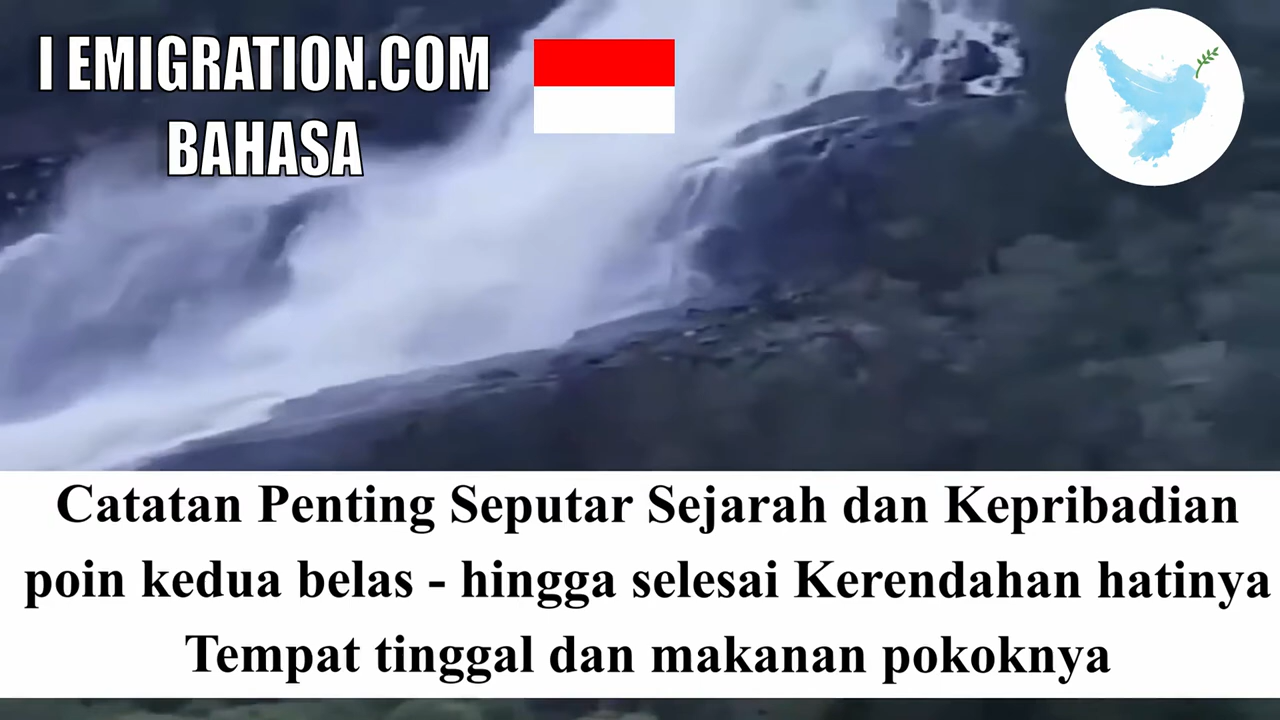 I EMIGRATION.COM
BAHASA
Catatan Penting Seputar Sejarah dan Kepribadian
poin kedua belas - hingga selesai Kerendahan hatinya
Tempat tinggal dan makanan pokoknya